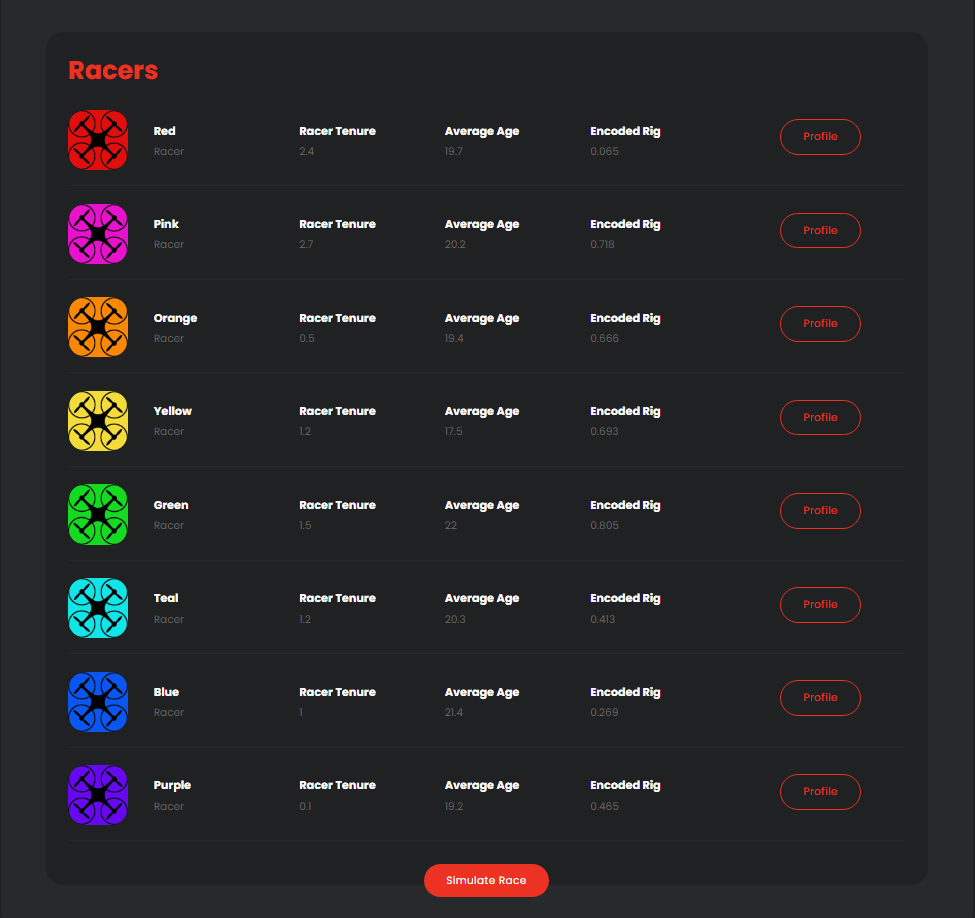 Racers
Red Racer Tenure Average Age Encoded Rig Profile
Racer 2.4 19.7 0.065
Pink Racer Tenure Average Age Encoded Rig Profile
Racer 2.7 20.2 0.718
Orange Racer Tenure Average Age Encoded Rig Profile
Racer 0.5 19.4 0.666
Yellow Racer Tenure Average Age Encoded Rig Profile
Racer 1.2 17.5 0.693
Green Racer Tenure Average Age Encoded Rig Profile
Racer 1.5 22 0.805
Teal Racer Tenure Average Age Encoded Rig Profile
Racer 1.2 20.3 0.413
Blue Racer Tenure Average Age Encoded Rig Profile
Racer 1 21.4 0.269
Purple Racer Tenure Average Age Encoded Rig Profile
Racer 0.1 19.2 0.465
Simulate Race